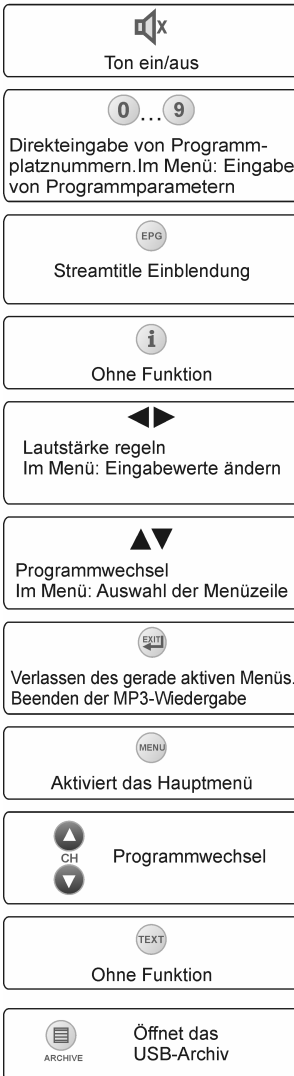 x
Ton ein/aus
0...9
Direkteingabe von Programm-
platznummern.Im Menü: Eingabe
von Programmparametern
EPG
Streamtitle Einblendung
i
Ohne Funktion
Lautstärke regeln
Im Menü: Eingabewerte ändern
Programmwechsel
Im Menü: Auswahl der Menüzeile
EXIT
Verlassen des gerade aktiven Menüs.
Beenden der MP3-Wiedergabe
MENU
Aktiviert das Hauptmenü
CH
Programmwechsel
TEXT
Ohne Funktion
Öffnet das
USB-Archiv
ARCHIVE